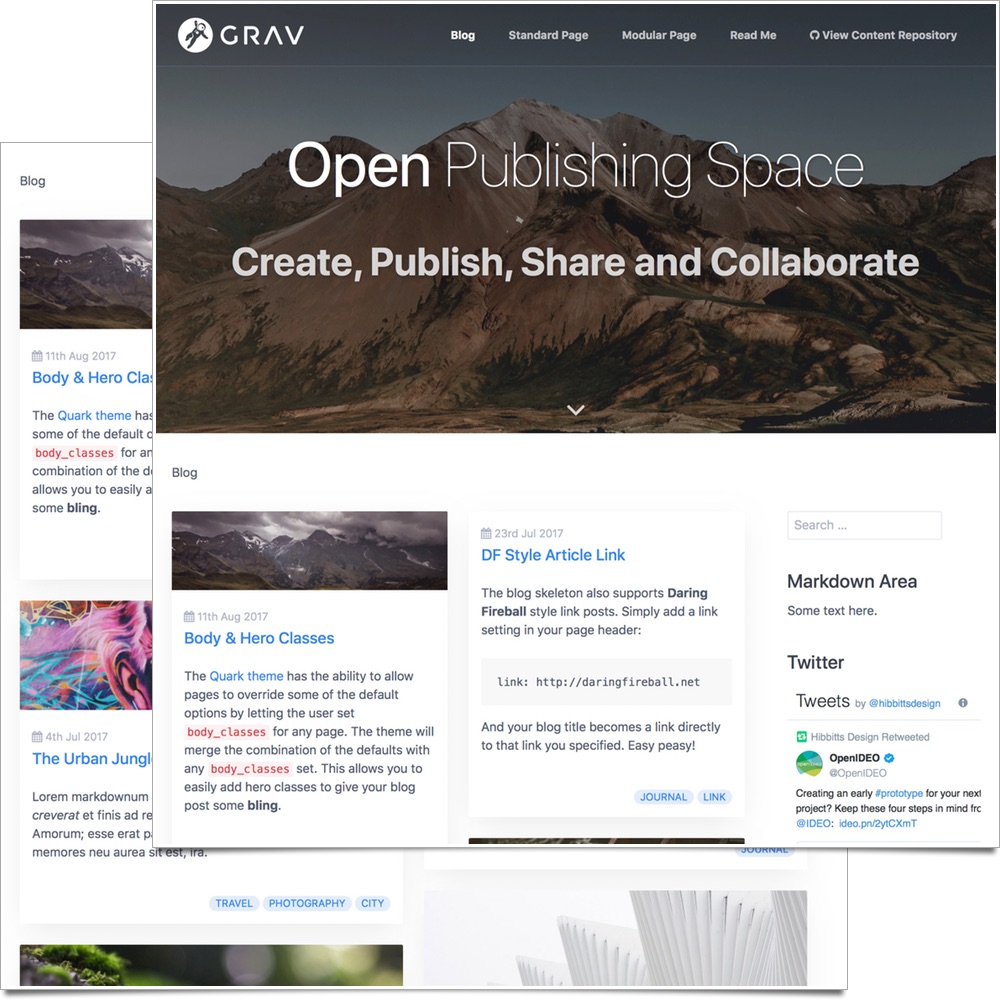 GRAV
Blog
Standard Page
Modular Page
Read Me
View Content Repository
Open Publishing Space
Create, Publish, Share and Collaborate
Blog
11th Aug 2017
Body & Hero Classes
The Quark theme has the ability to allow
pages to override some of the default
options by letting the user set
body_classes for any page. The theme will
merge the combination of the defaults with
any body_classes set. This allows you to
easily add hero classes to give your blog
post some bling.
23rd Jul 2017
DF Style Article Link
The blog skeleton also supports Daring
Fireball style link posts. Simply add a link
setting in your page header:
link: http://daringfireball.net
And your blog title becomes a link directly
to that link you specified. Easy peasy!
JOURNAL LINK
Search ...
Markdown Area
Some text here.
Twitter
Tweets by @hibbittsdesign
Hibbitts Design Retweeted
OpenIDEO
@OpenIDEO
Creating an early #prototype for your next
project? Keep these four steps in mind fro
@IDEO: ideo.pn/2ytCXmT
Blog
11th Aug 2017
Body & Hero Clas
The Quark theme has
some of the default o
body_classes for an
combination of the de
allows you to easily a
some bling.
4th Jul 2017
The Urban Jungl
Lorem markdownum
creverat et finis ad re
Amorum; esse erat pa
memores neu aurea sit est, ira.
TRAVEL PHOTOGRAPHY CITY
JOURNAL